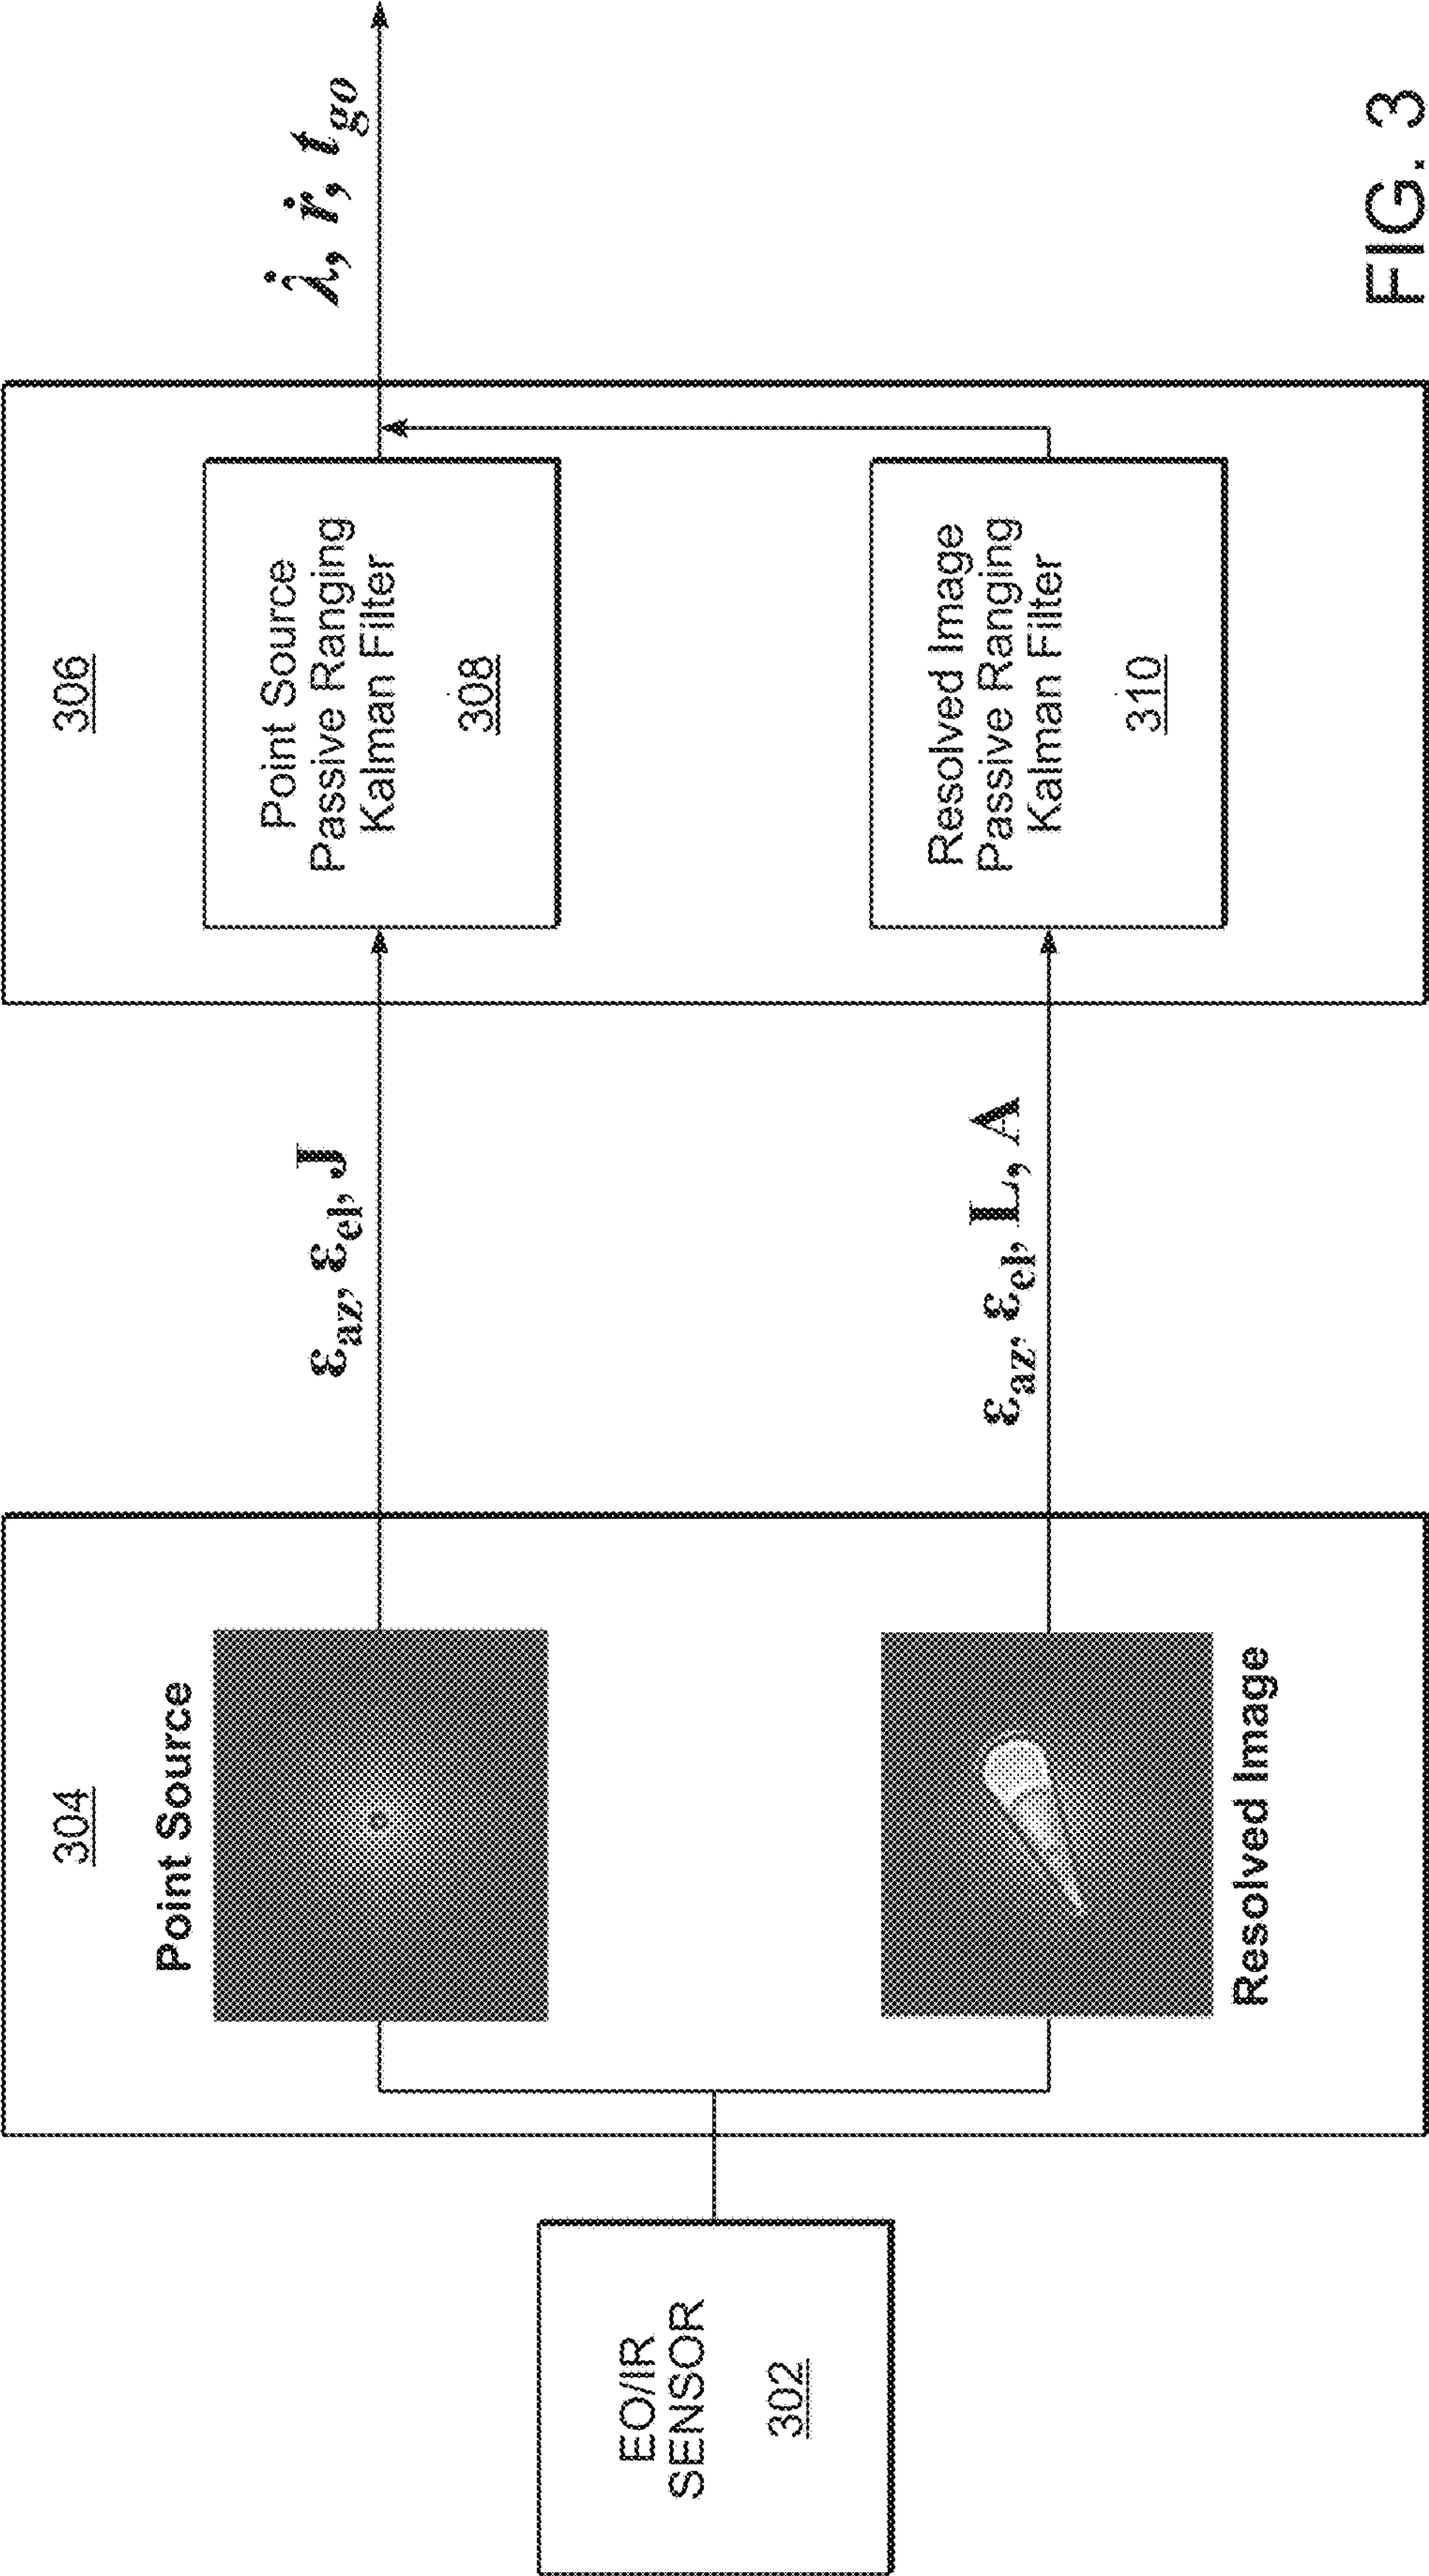 EO/IR
SENSOR
302
304
Point Source
Resolved Image
ε_az, ε_el, J
ε_az, ε_el, L, A
306
Point Source
Passive Ranging
Kalman Filter
308
Resolved Image
Passive Ranging
Kalman Filter
310
λ̇, ṙ, t_go
FIG. 3